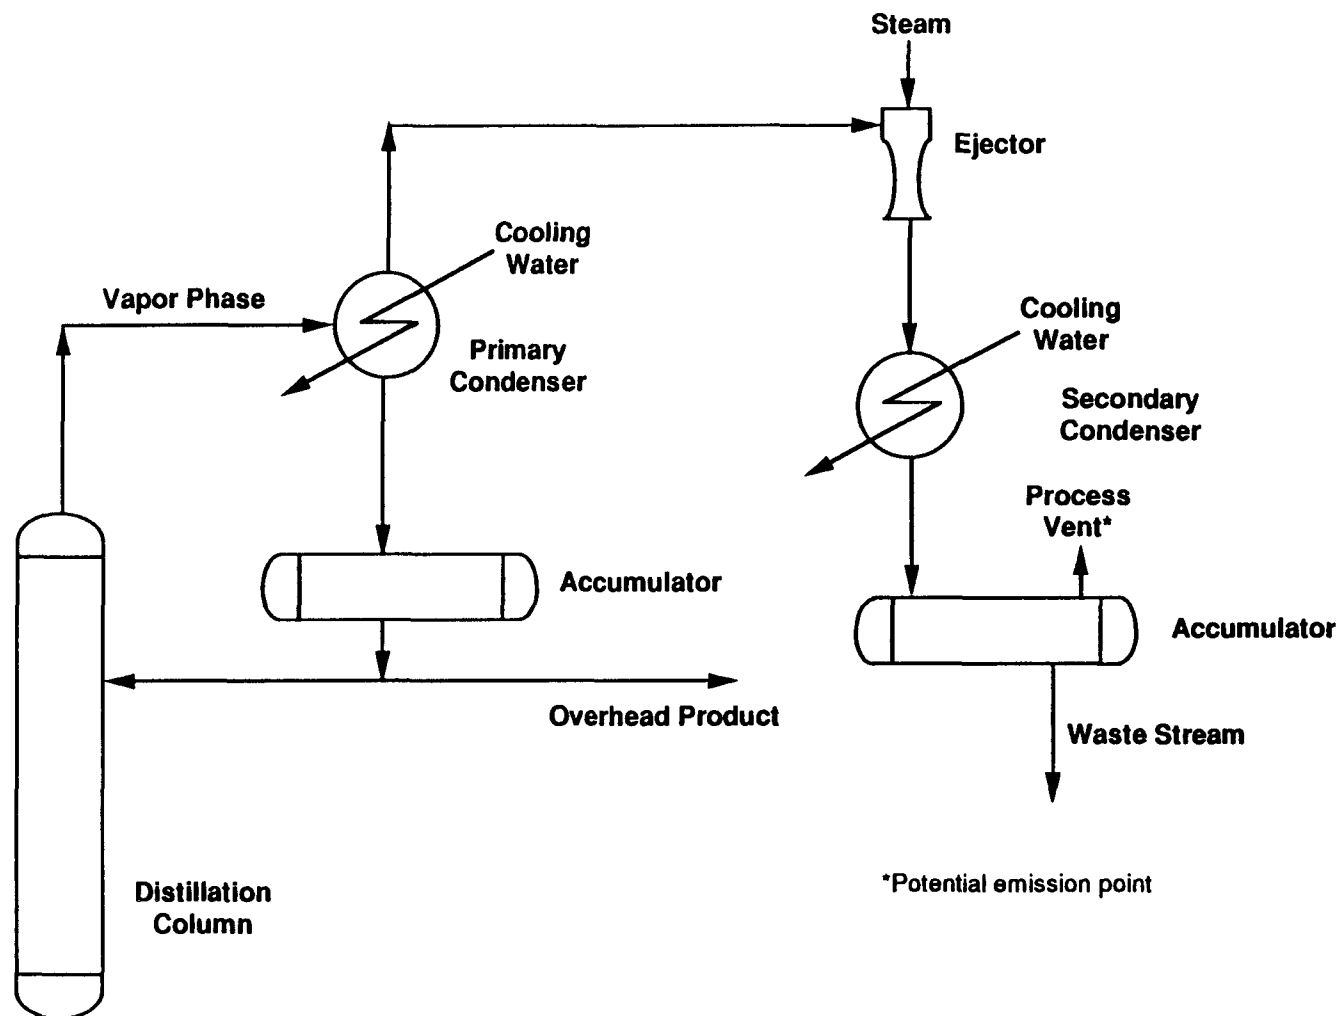 Steam
Ejector
Cooling
Water
Vapor Phase
Primary
Condenser
Cooling
Water
Secondary
Condenser
Process
Vent*
Accumulator
Accumulator
Overhead Product
Waste Stream
Distillation
Column
*Potential emission point